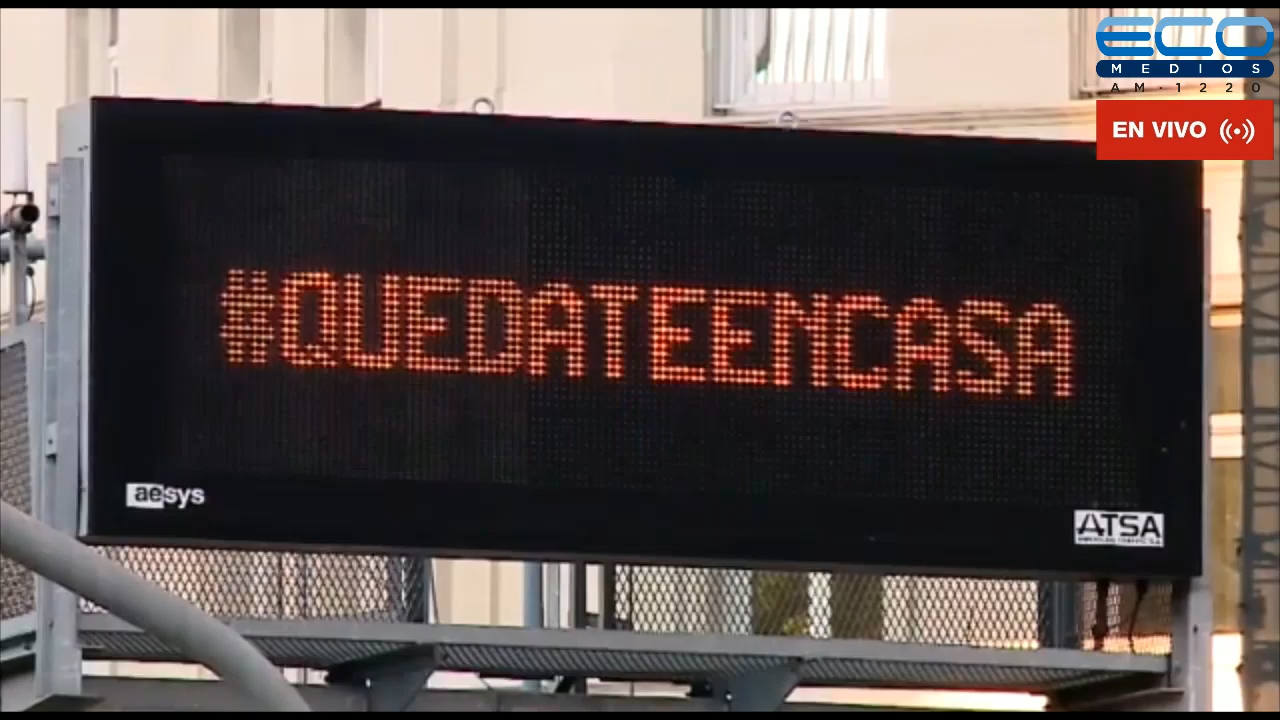 ECO
MEDIOS
AM·1220
EN VIVO
#QUEDATEENCASA
aesys
ATSA